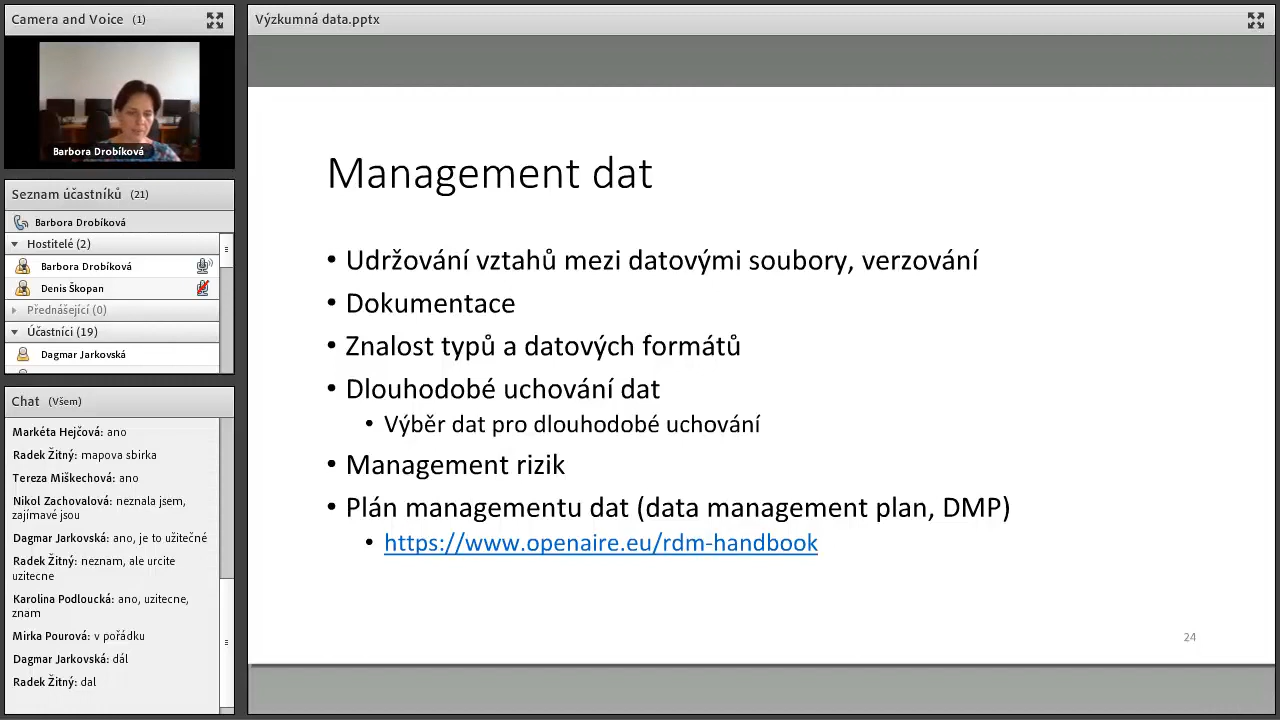 Camera and Voice (1)
Barbora Drobíková
Seznam účastníků (21)
Barbora Drobíková
Hostitelé (2)
Barbora Drobíková
Denis Škopan
Přednášející (0)
Účastníci (19)
Dagmar Jarkovská
Chat (Všem)
Markéta Hejčová: ano
Radek Žitný: mapova sbirka
Tereza Miškechová: ano
Nikol Zachovalová: neznala jsem,
zajímavé jsou
Dagmar Jarkovská: ano, je to užitečné
Radek Žitný: neznam, ale urcite
uzitecne
Karolina Podloucká: ano, uzitecne,
znam
Mirka Pourová: v pořádku
Dagmar Jarkovská: dál
Radek Žitný: dal
Výzkumná data.pptx
Management dat
• Udržování vztahů mezi datovými soubory, verzování
• Dokumentace
• Znalost typů a datových formátů
• Dlouhodobé uchování dat
• Výběr dat pro dlouhodobé uchování
• Management rizik
• Plán managementu dat (data management plan, DMP)
• https://www.openaire.eu/rdm-handbook
24